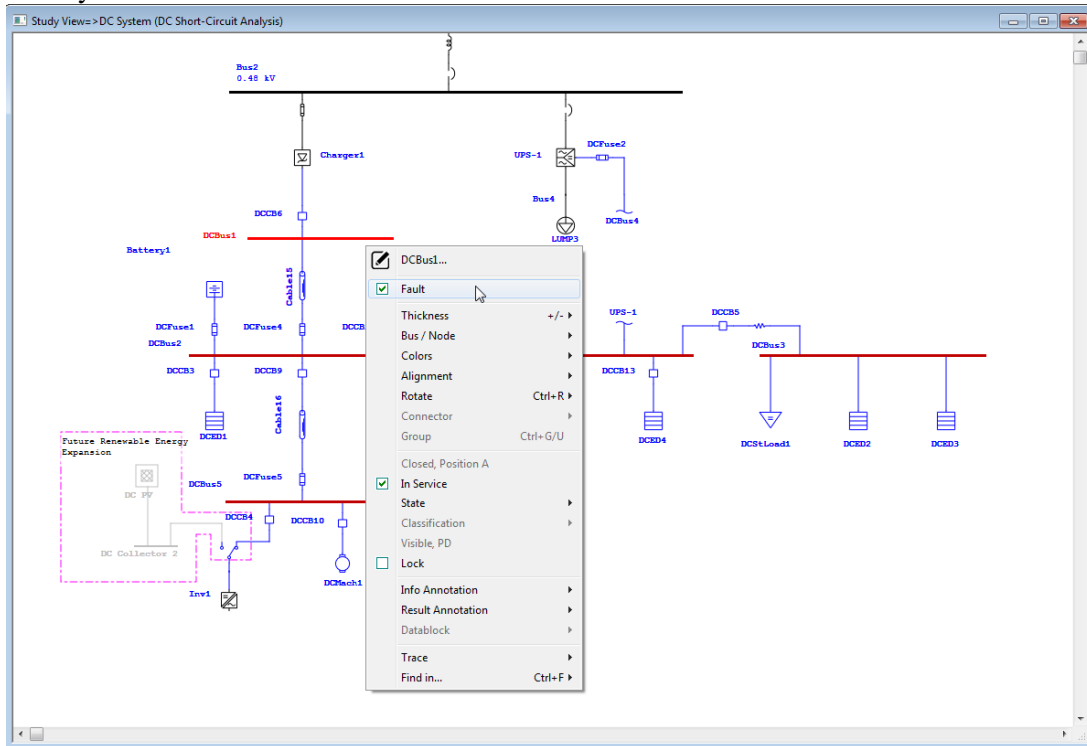 Study View=>DC System (DC Short-Circuit Analysis)
Bus2
0.48 kV
Charger1
UPS-1
DCFuse2
Bus4
DCBus4
LUMP3
DCCB6
DCBus1
Battery1
Cable15
DCFuse1
DCFuse4
DCCB
DCBus2
DCCB3
DCCB9
DCED1
Cable16
Future Renewable Energy
Expansion
DC PV
DC Collector 2
DCBus5
DCFuse5
DCCB4
DCCB10
Inv1
DCMach1
DCBus1...
Fault
Thickness +/-
Bus / Node
Colors
Alignment
Rotate Ctrl+R
Connector
Group Ctrl+G/U
Closed, Position A
In Service
State
Classification
Visible, PD
Lock
Info Annotation
Result Annotation
Datablock
Trace
Find in... Ctrl+F
UPS-1
DCCB5
DCBus3
DCCB13
DCED4
DCStLoad1
DCED2
DCED3